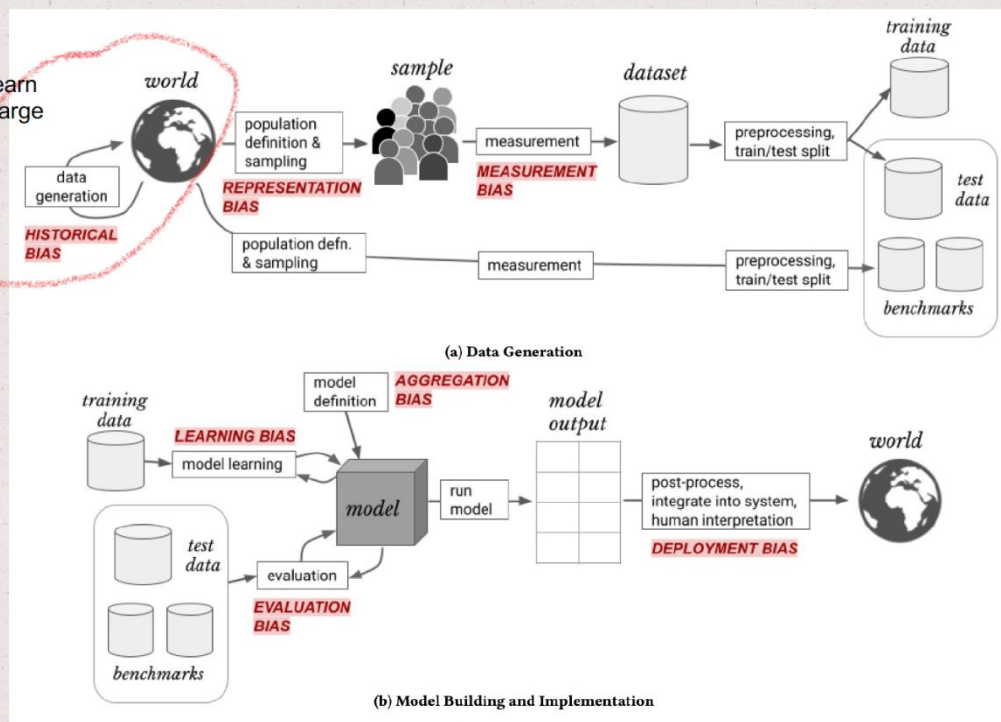 earn
arge
world
data
generation
HISTORICAL
BIAS
population
definition &
sampling
REPRESENTATION
BIAS
sample
measurement
MEASUREMENT
BIAS
dataset
preprocessing,
train/test split
training
data
test
data
benchmarks
population defn.
& sampling
measurement
preprocessing,
train/test split
(a) Data Generation
training
data
LEARNING BIAS
model learning
model
definition
AGGREGATION
BIAS
model
test
data
benchmarks
evaluation
EVALUATION
BIAS
run
model
model
output
post-process,
integrate into system,
human interpretation
DEPLOYMENT BIAS
world
(b) Model Building and Implementation